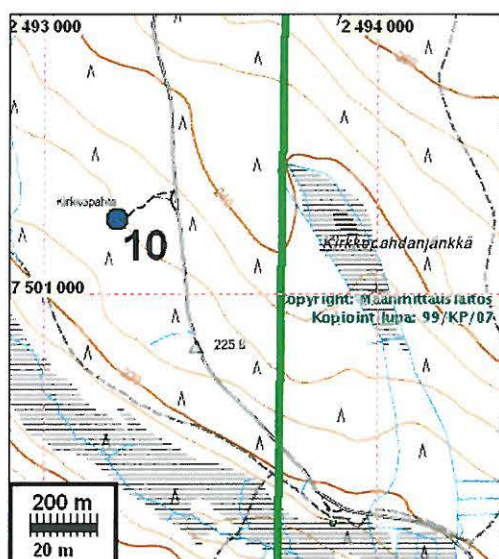 2 493 000
2 494 000
Kirkkopahta
10
Kirkkopahdanjänkkä
7 501 000
Copyright: Maanmittauslaitos
Kopiointilupa: 99/KP/07
200 m
20 m